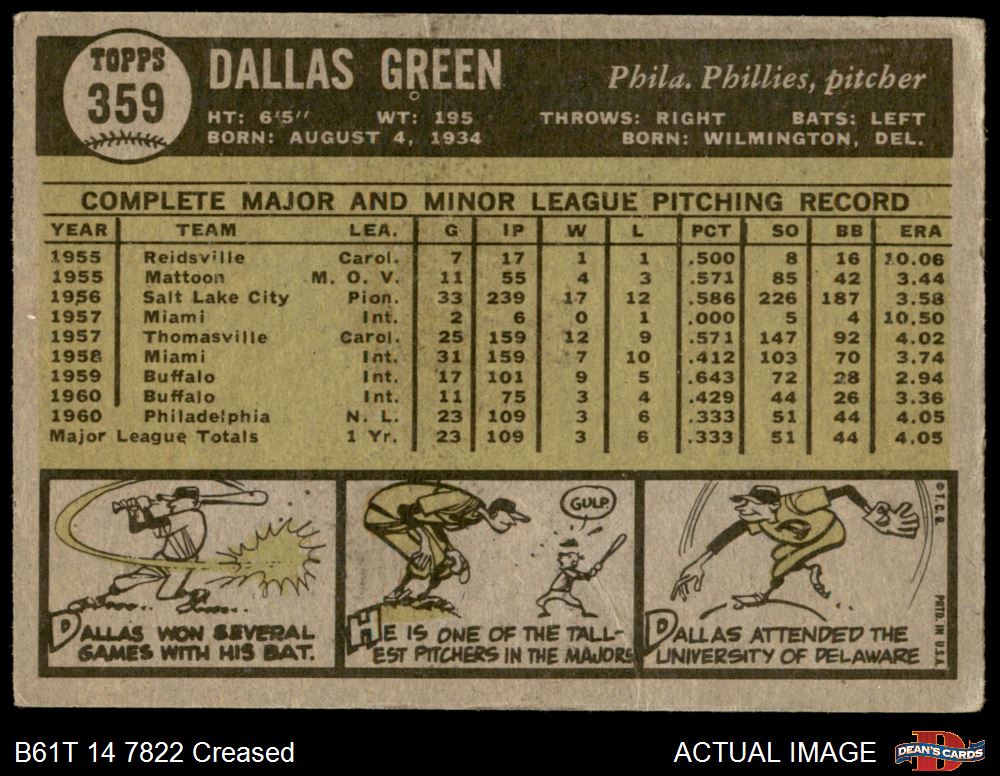 TOPPS
359
DALLAS GREEN
Phila. Phillies, pitcher
HT: 6'5" WT: 195 THROWS: RIGHT BATS: LEFT
BORN: AUGUST 4, 1934 BORN: WILMINGTON, DEL.
COMPLETE MAJOR AND MINOR LEAGUE PITCHING RECORD
YEAR TEAM LEA. G IP W L PCT SO BB ERA
1955 Reidsville Carol. 7 17 1 1 .500 8 16 10.06
1955 Mattoon M. O. V. 11 55 4 3 .571 85 42 3.44
1956 Salt Lake City Pion. 33 239 17 12 .586 226 187 3.58
1957 Miami Int. 2 6 0 1 .000 5 4 10.50
1957 Thomasville Carol. 25 159 12 9 .571 147 92 4.02
1958 Miami Int. 31 159 7 10 .412 103 70 3.74
1959 Buffalo Int. 17 101 9 5 .643 72 28 2.94
1960 Buffalo Int. 11 75 3 4 .429 44 26 3.36
1960 Philadelphia N. L. 23 109 3 6 .333 51 44 4.05
Major League Totals 1 Yr. 23 109 3 6 .333 51 44 4.05
DALLAS WON SEVERAL
GAMES WITH HIS BAT.
GULP.
HE IS ONE OF THE TALL-
EST PITCHERS IN THE MAJORS
DALLAS ATTENDED THE
UNIVERSITY OF DELAWARE
© T.C.G.
PRTD. IN U.S.A.
B61T 14 7822 Creased
ACTUAL IMAGE
DEAN'S CARDS